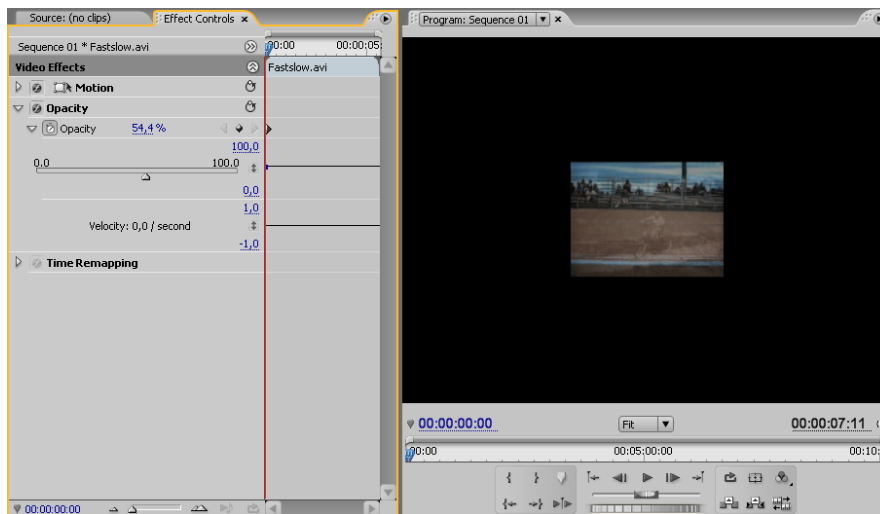 Source: (no clips)
Effect Controls ×
Sequence 01 * Fastslow.avi
00:00 00:00:05:
Video Effects
Fastslow.avi
Motion
Opacity
Opacity 54,4 %
100,0
0.0 100.0
0,0
1,0
Velocity: 0,0 / second
-1,0
Time Remapping
00:00:00:00
Program: Sequence 01 ×
00:00:00:00 Fit 00:00:07:11
00:00 00:05:00:00 00:10: